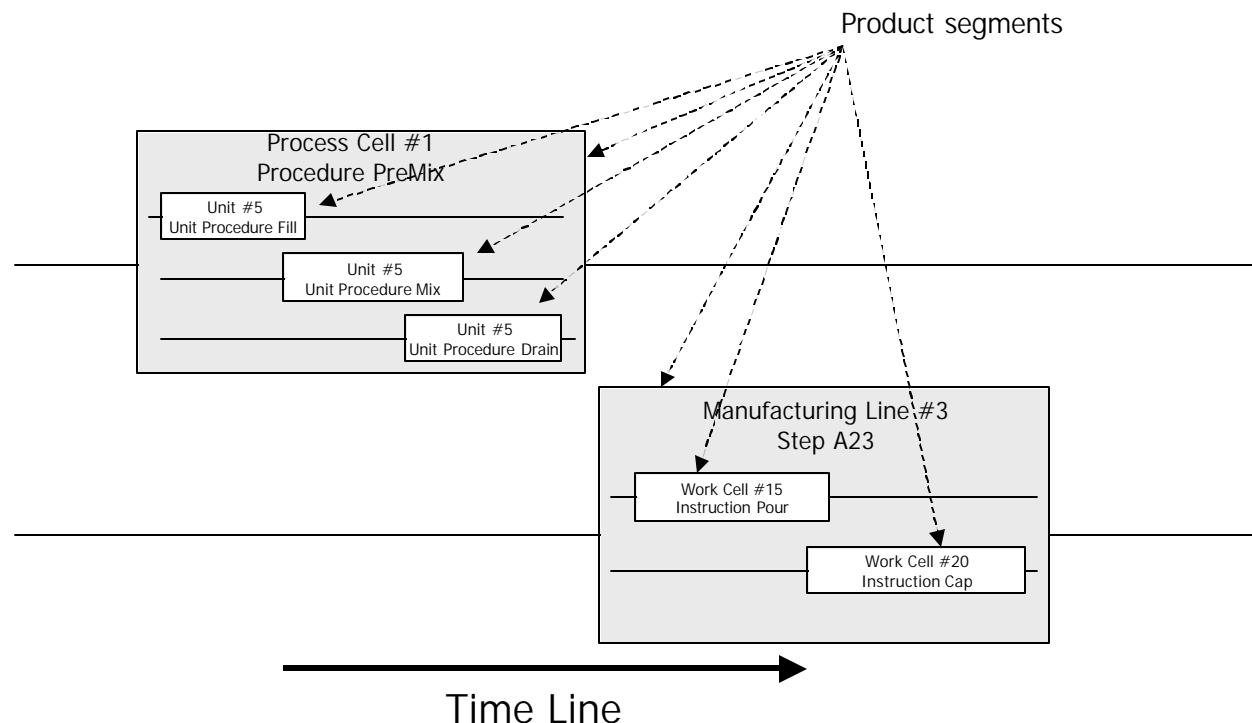 Product segments
Process Cell #1
Procedure PreMix
Unit #5
Unit Procedure Fill
Unit #5
Unit Procedure Mix
Unit #5
Unit Procedure Drain
Manufacturing Line #3
Step A23
Work Cell #15
Instruction Pour
Work Cell #20
Instruction Cap
Time Line